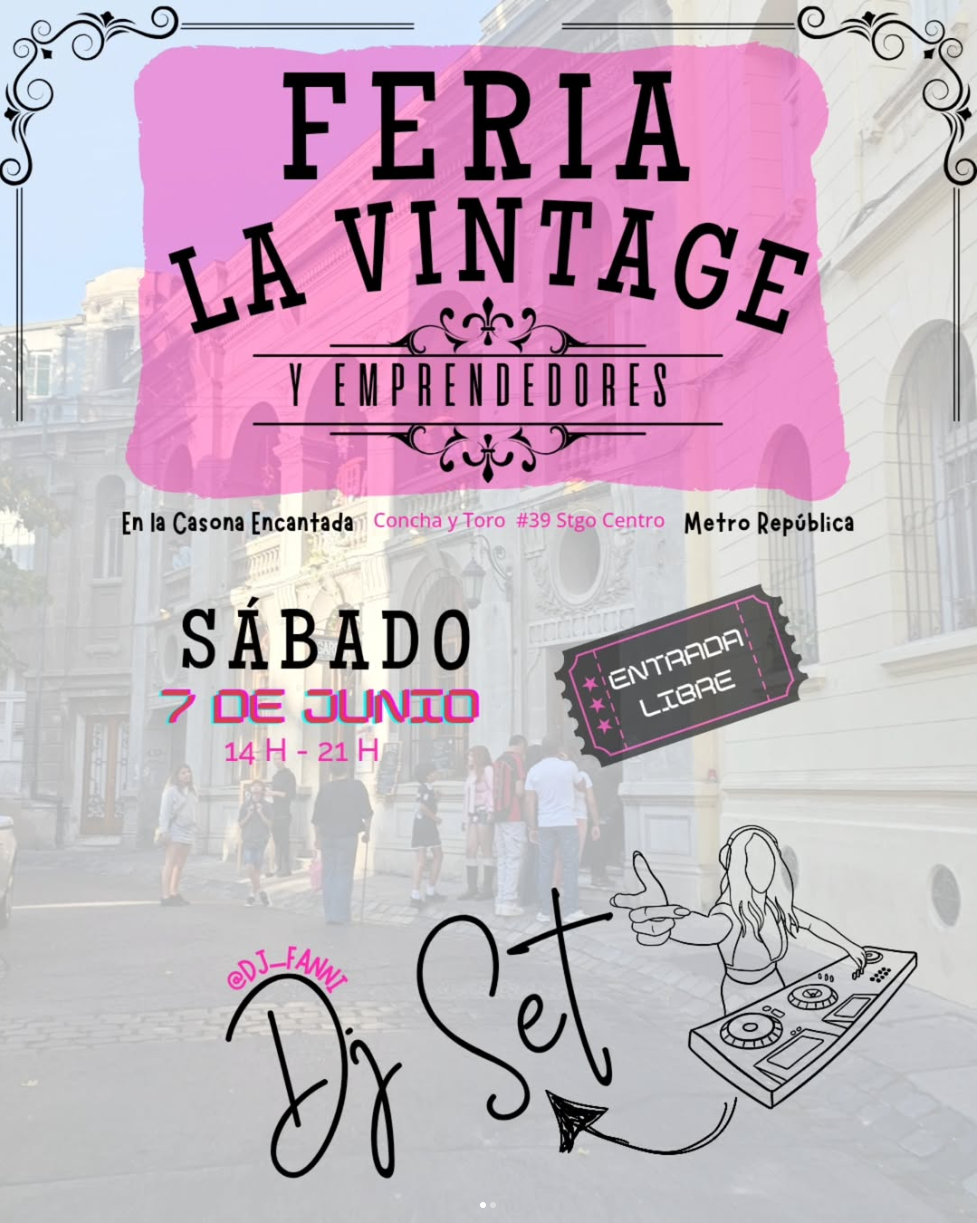 FERIA
LA VINTAGE
Y EMPRENDEDORES
En la Casona Encantada Concha y Toro #39 Stgo Centro Metro República
SÁBADO
7 DE JUNIO
14 H - 21 H
ENTRADA
LIBRE
@DJ_FANNI
Dj Set